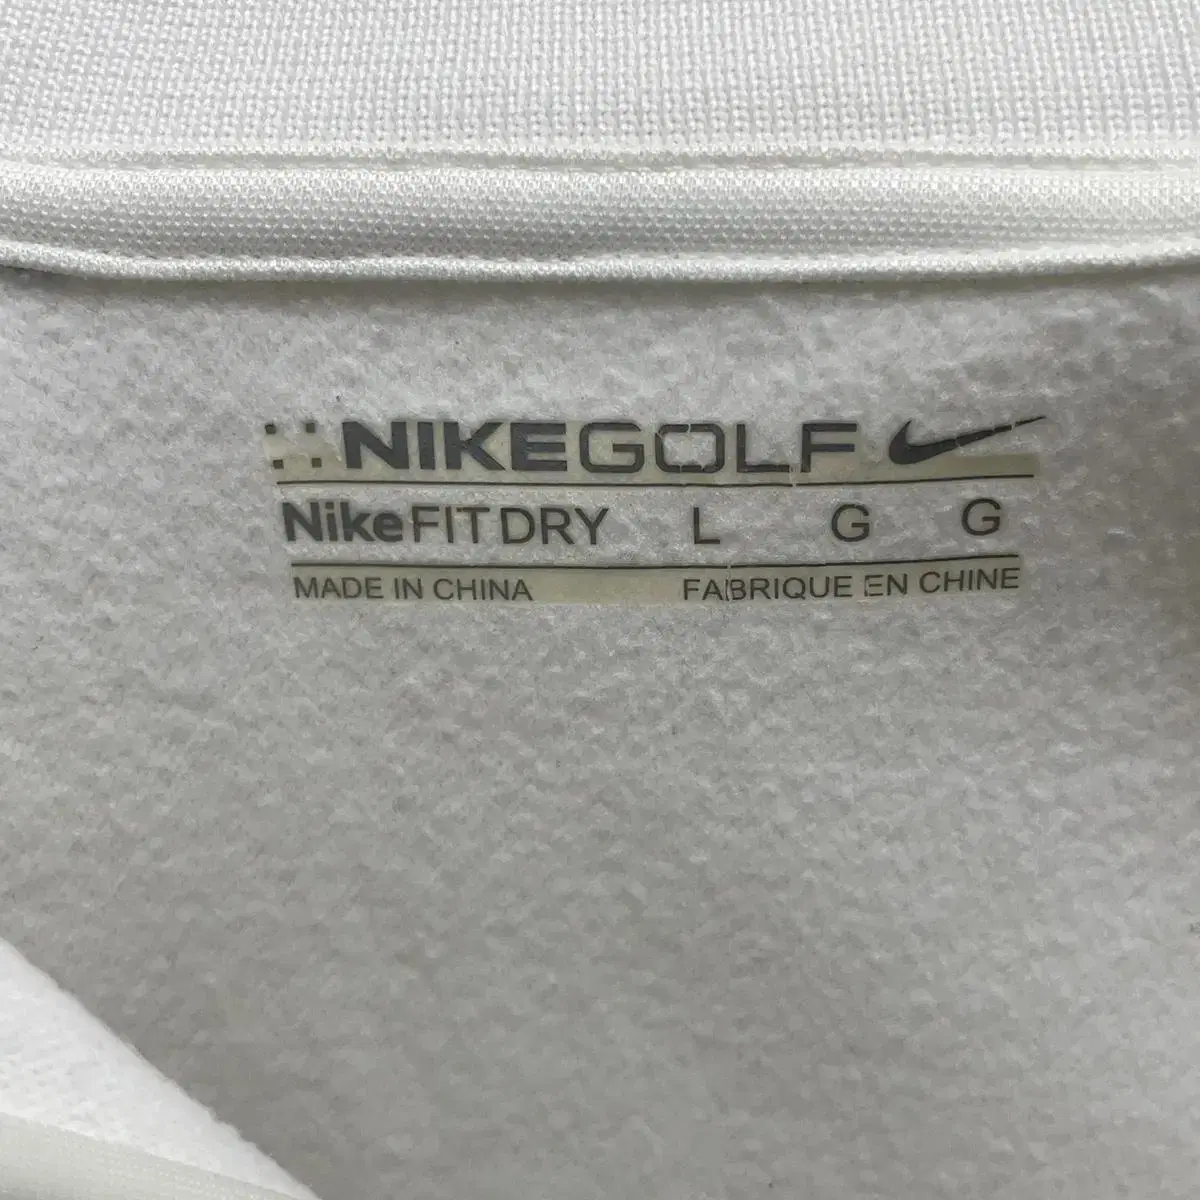 NIKEGOLF
NikeFITDRY L G G
MADE IN CHINA FABRIQUE EN CHINE